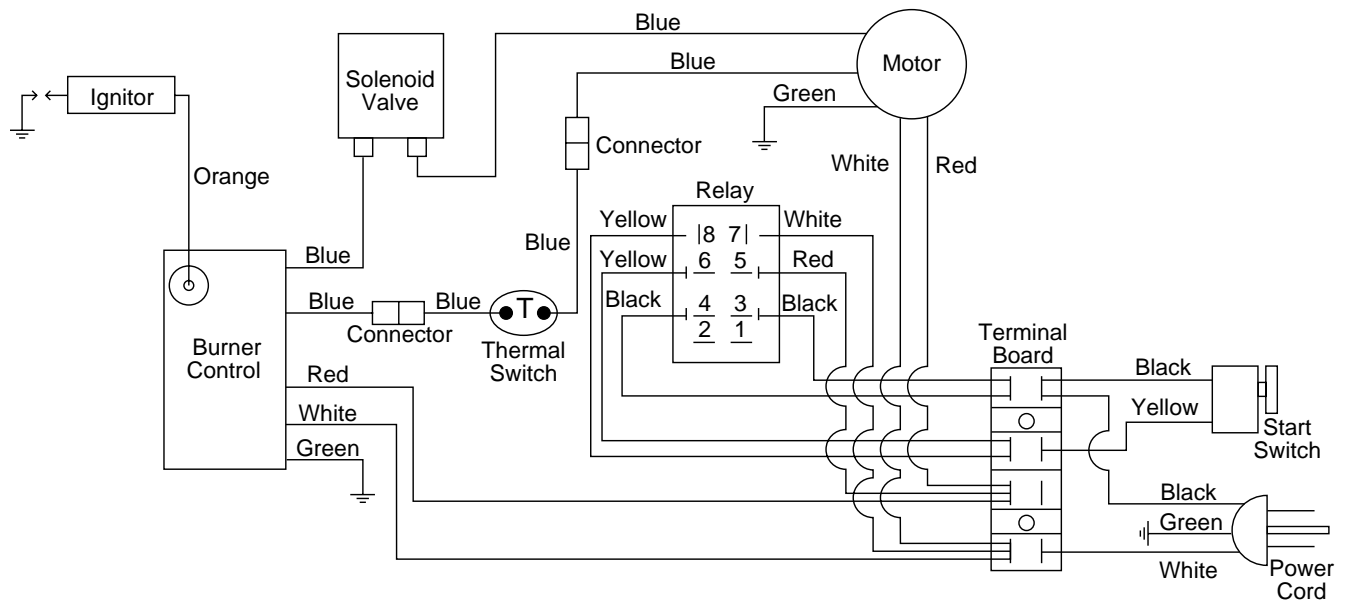 Blue
Solenoid
Valve
Blue
Motor
Ignitor
Green
Connector
White
Red
Orange
Relay
Yellow
White
8 7
Blue
Blue
Yellow
6 5
Red
Blue
Blue
Black
4 3
Black
Connector
2 1
Thermal
Switch
T
Burner
Control
Terminal
Board
Red
Black
White
Yellow
Start
Switch
Green
Black
Green
White
Power
Cord